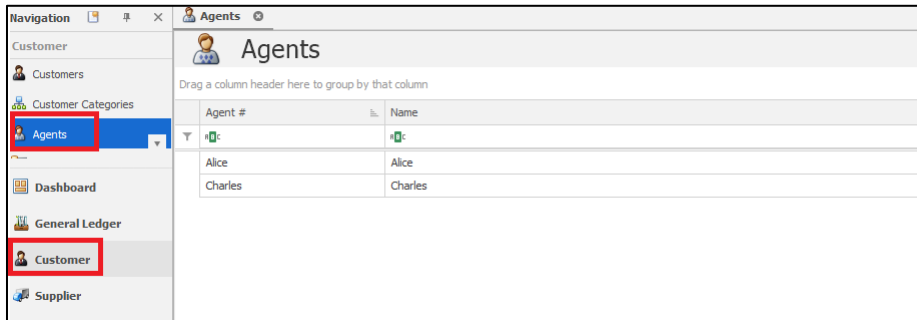 Navigation
Customer
Customers
Customer Categories
Agents
Dashboard
General Ledger
Customer
Supplier
Agents
Agents
Drag a column header here to group by that column
Agent # Name
Alice Alice
Charles Charles